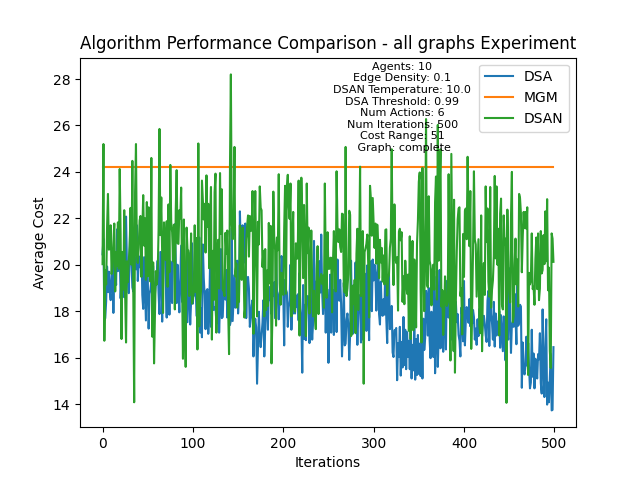 Algorithm Performance Comparison - all graphs Experiment
Agents: 10
Edge Density: 0.1
DSAN Temperature: 10.0
DSA Threshold: 0.99
Num Actions: 6
Num Iterations: 500
Cost Range: 51
Graph: complete
DSA
MGM
DSAN
Average Cost
28
26
24
22
20
18
16
14
0
100
200
300
400
500
Iterations